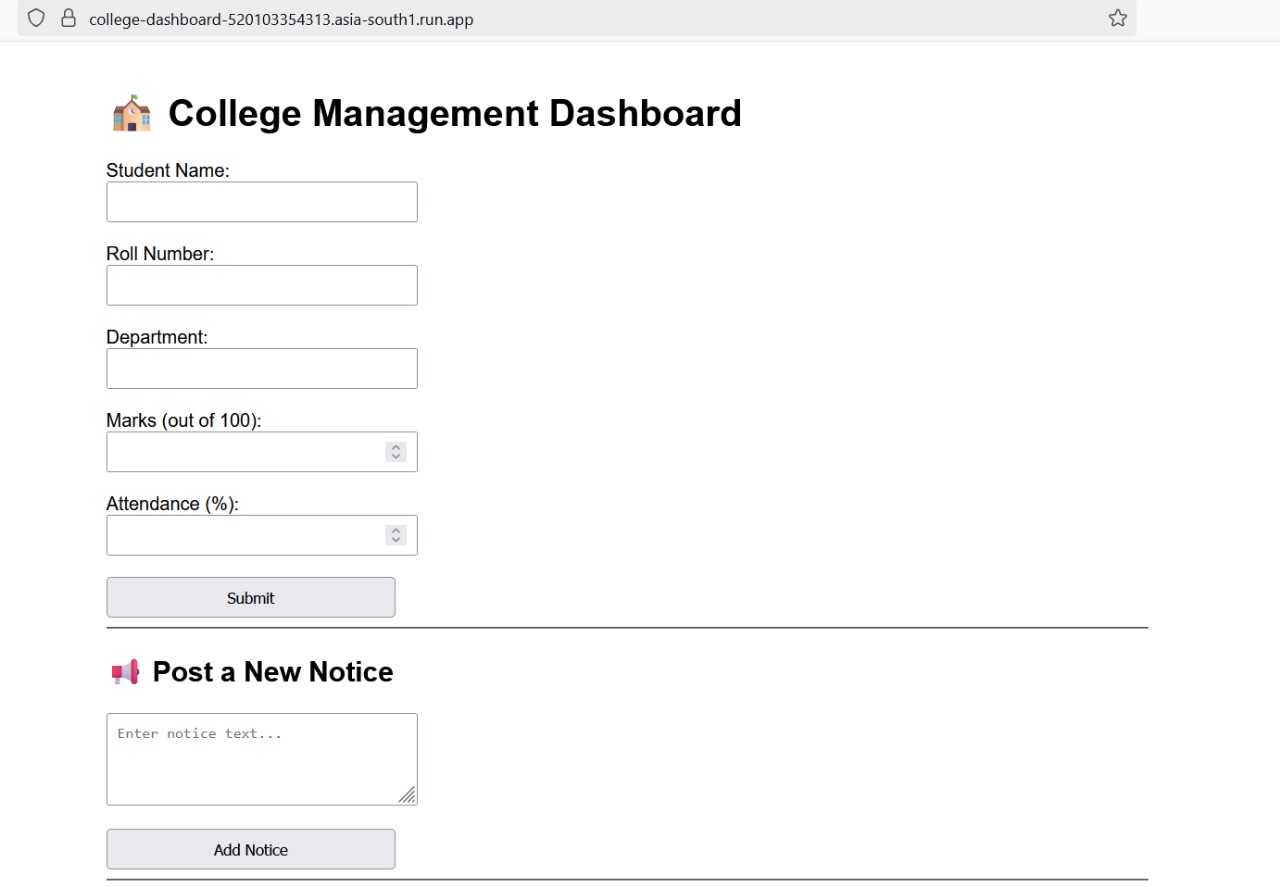 college-dashboard-520103354313.asia-south1.run.app
College Management Dashboard
Student Name:
Roll Number:
Department:
Marks (out of 100):
Attendance (%):
Submit
Post a New Notice
Enter notice text...
Add Notice